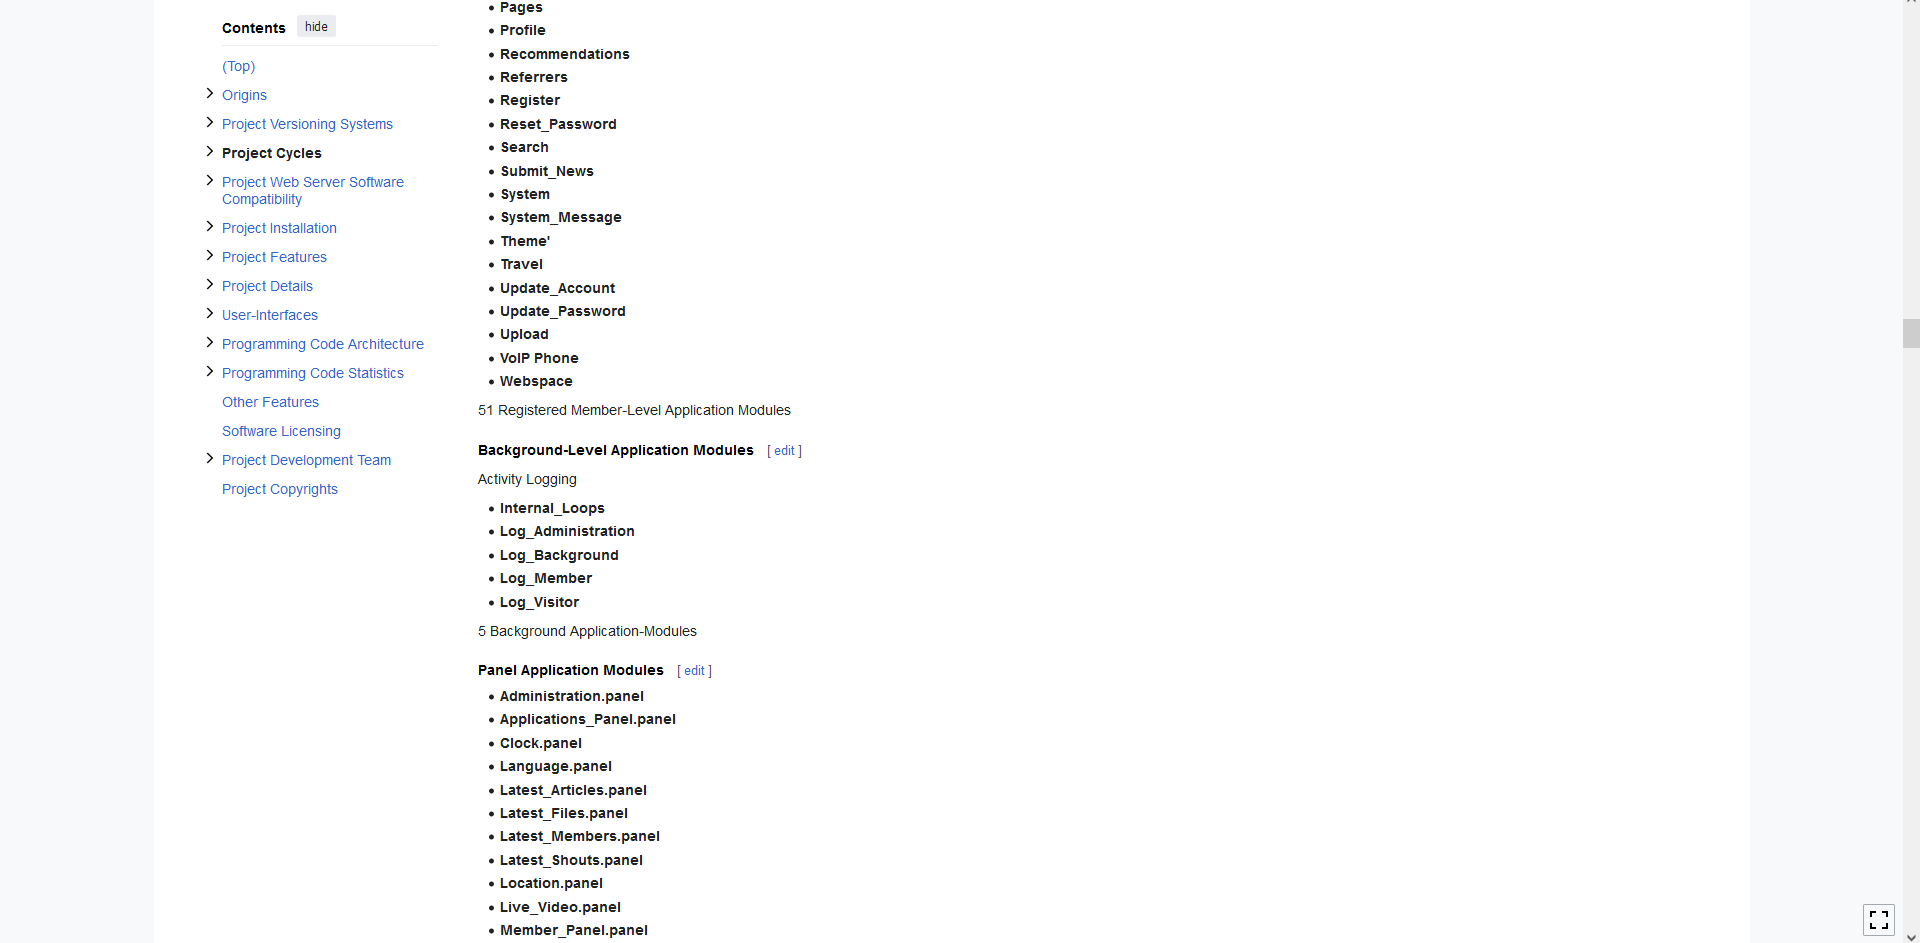 Contents hide
(Top)
Origins
Project Versioning Systems
Project Cycles
Project Web Server Software
Compatibility
Project Installation
Project Features
Project Details
User-Interfaces
Programming Code Architecture
Programming Code Statistics
Other Features
Software Licensing
Project Development Team
Project Copyrights
• Pages
• Profile
• Recommendations
• Referrers
• Register
• Reset_Password
• Search
• Submit_News
• System
• System_Message
• Theme'
• Travel
• Update_Account
• Update_Password
• Upload
• VoIP Phone
• Webspace
51 Registered Member-Level Application Modules
Background-Level Application Modules [ edit ]
Activity Logging
• Internal_Loops
• Log_Administration
• Log_Background
• Log_Member
• Log_Visitor
5 Background Application-Modules
Panel Application Modules [ edit ]
• Administration.panel
• Applications_Panel.panel
• Clock.panel
• Language.panel
• Latest_Articles.panel
• Latest_Files.panel
• Latest_Members.panel
• Latest_Shouts.panel
• Location.panel
• Live_Video.panel
• Member_Panel.panel